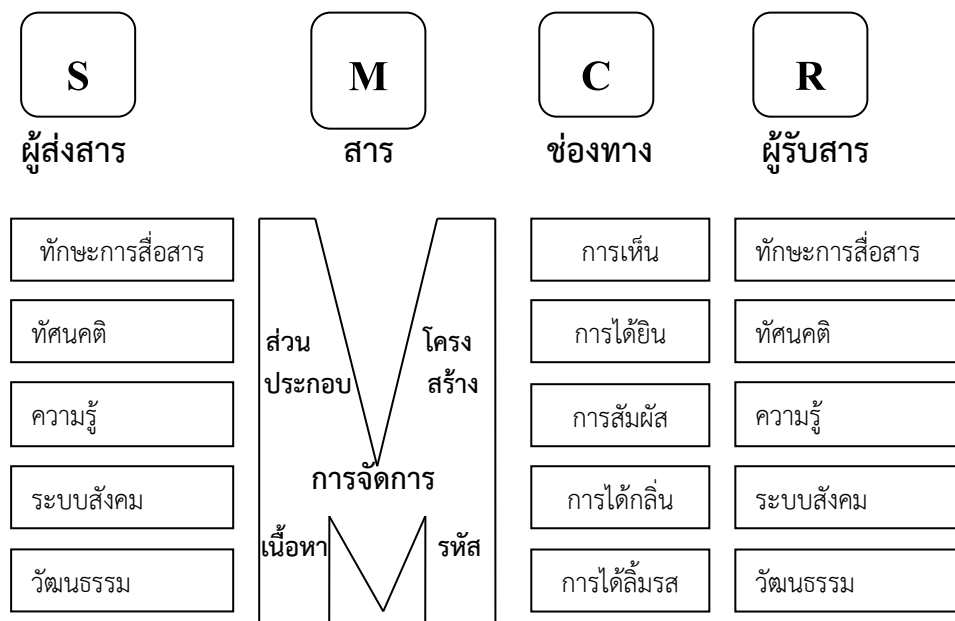 S M C R
ผู้ส่งสาร สาร ช่องทาง ผู้รับสาร
ทักษะการสื่อสาร การเห็น ทักษะการสื่อสาร
ทัศนคติ ส่วน โครง การได้ยิน ทัศนคติ
ประกอบ สร้าง
ความรู้ การสัมผัส ความรู้
การจัดการ
ระบบสังคม การได้กลิ่น ระบบสังคม
เนื้อหา รหัส
วัฒนธรรม การได้ลิ้มรส วัฒนธรรม